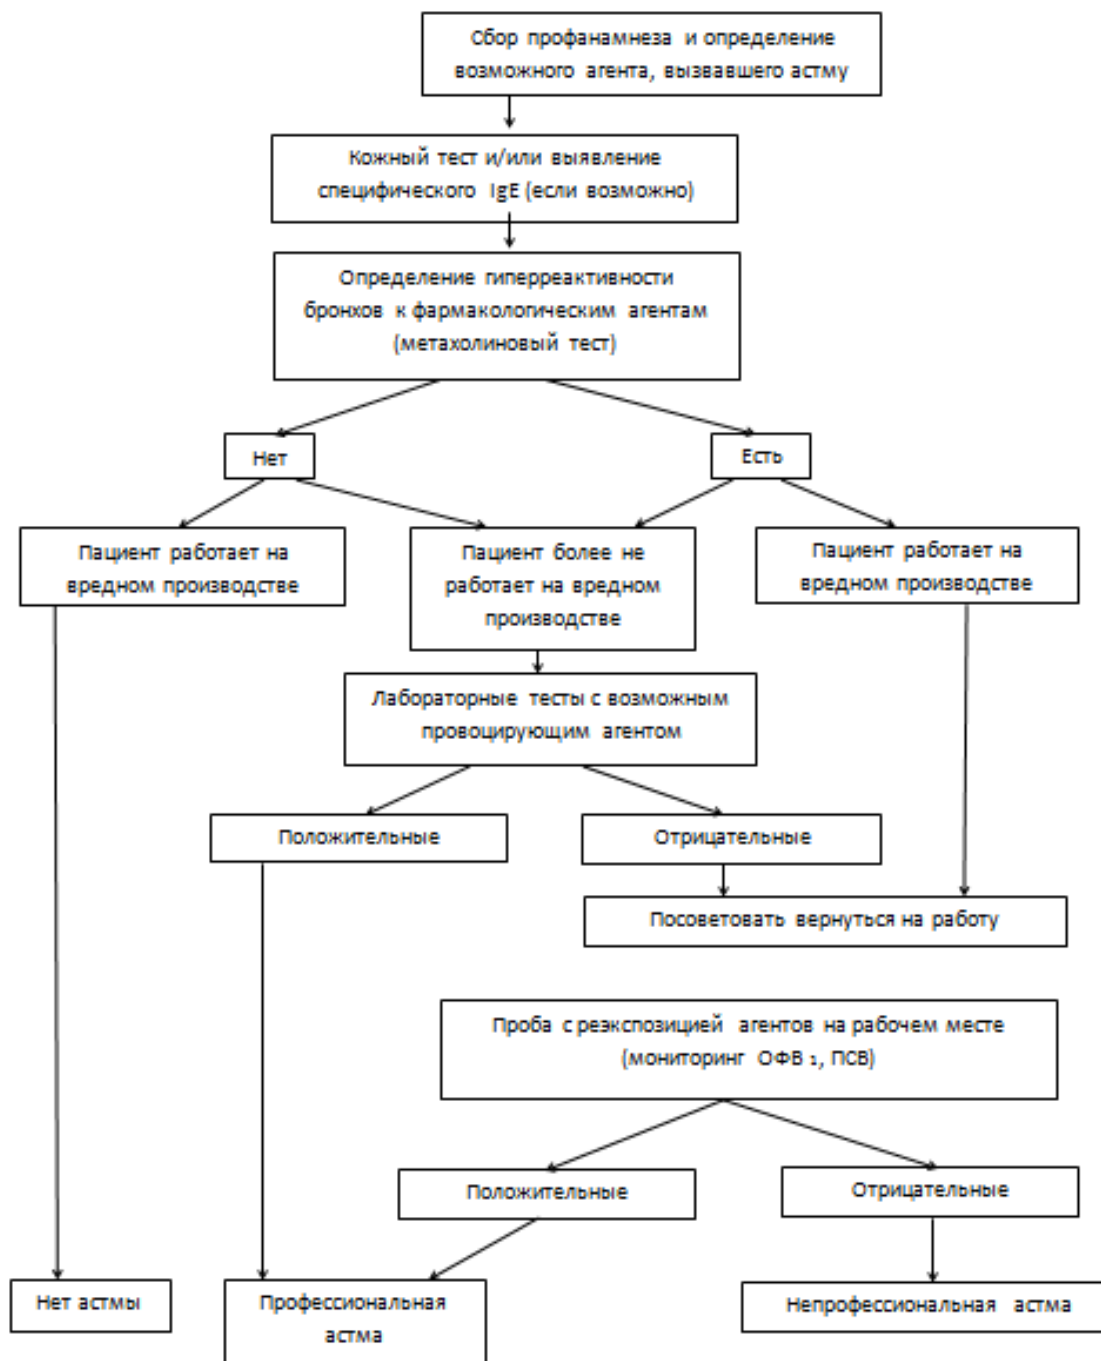 Сбор профанамнеза и определение
возможного агента, вызвавшего астму
Кожный тест и/или выявление
специфического IgE (если возможно)
Определение гиперреактивности
бронхов к фармакологическим агентам
(метахолиновый тест)
Нет
Есть
Пациент работает на
вредном производстве
Пациент более не
работает на вредном
производстве
Пациент работает на
вредном производстве
Лабораторные тесты с возможным
провоцирующим агентом
Положительные
Отрицательные
Посоветовать вернуться на работу
Проба с реэкспозицией агентов на рабочем месте
(мониторинг ОФВ 1, ПСВ)
Положительные
Отрицательные
Нет астмы
Профессиональная
астма
Непрофессиональная астма